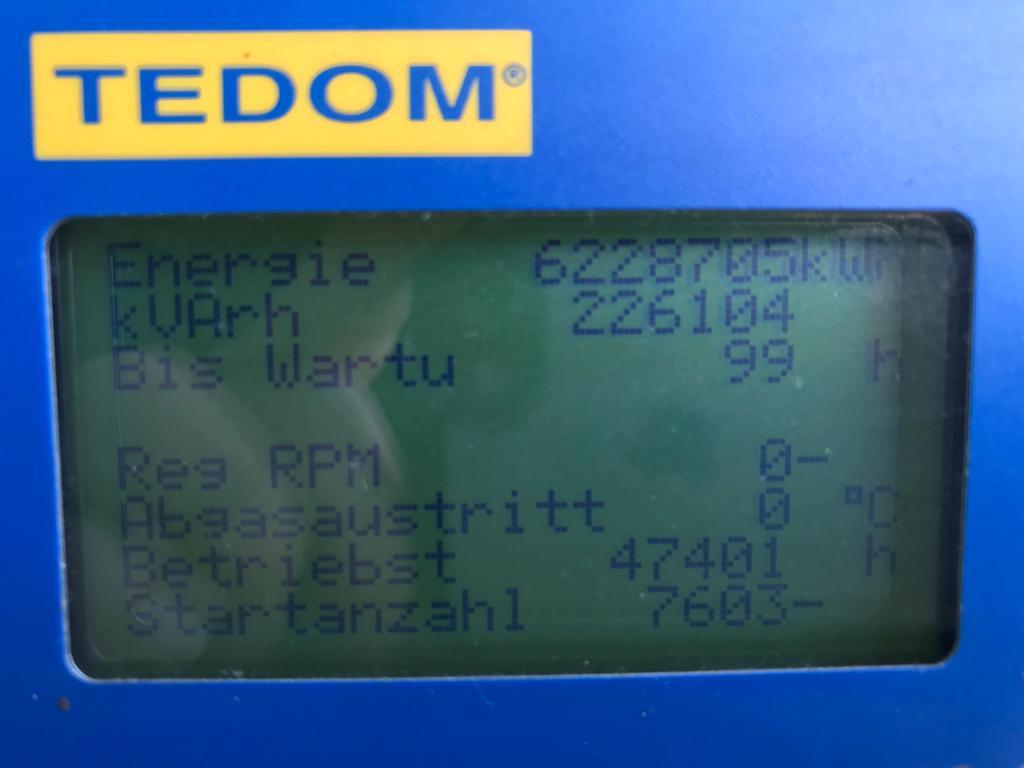 TEDOM®
Energie 6228705kWh
kVArh 226104
Bis Wartu 99 h
Reg RPM 0-
Abgasaustritt 0 °C
Betriebst 47401 h
Startanzahl 7603-